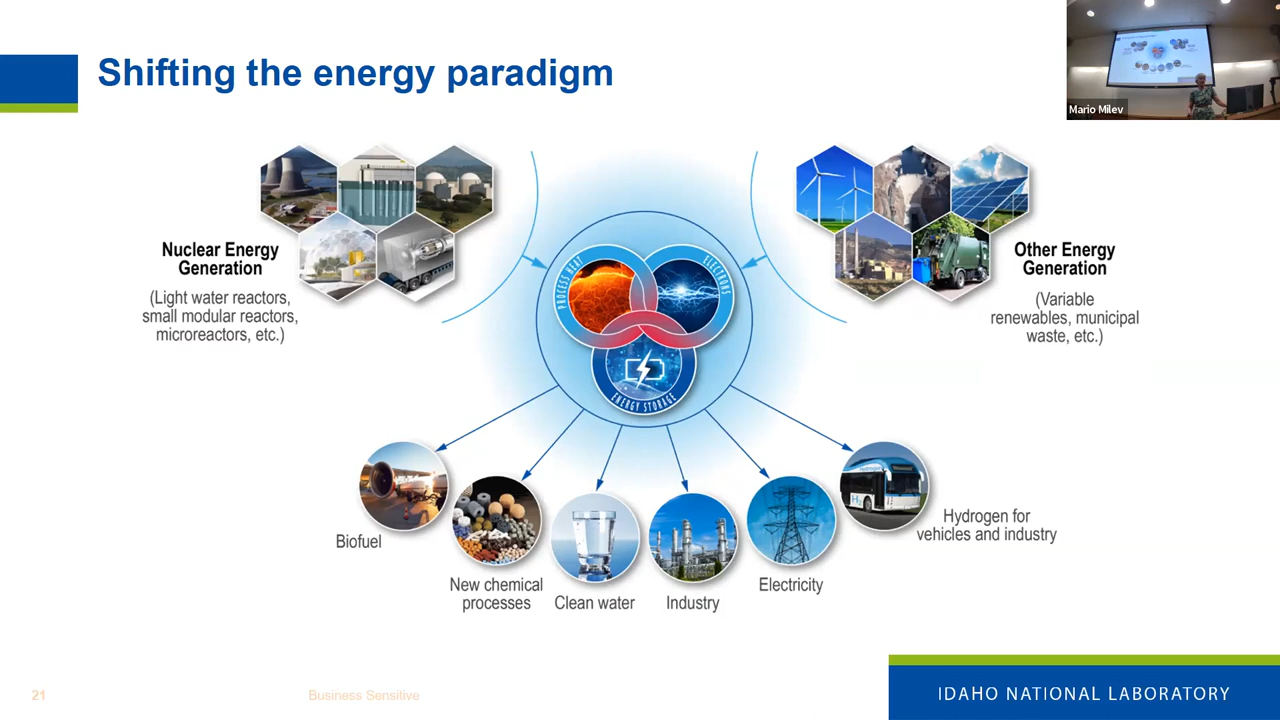 Shifting the energy paradigm
Mario Milev
Nuclear Energy
Generation
(Light water reactors,
small modular reactors,
microreactors, etc.)
PROCESS HEAT
ELECTRONS
ENERGY STORAGE
Other Energy
Generation
(Variable
renewables, municipal
waste, etc.)
Biofuel
New chemical
processes
Clean water
Industry
Electricity
Hydrogen for
vehicles and industry
21
Business Sensitive
IDAHO NATIONAL LABORATORY